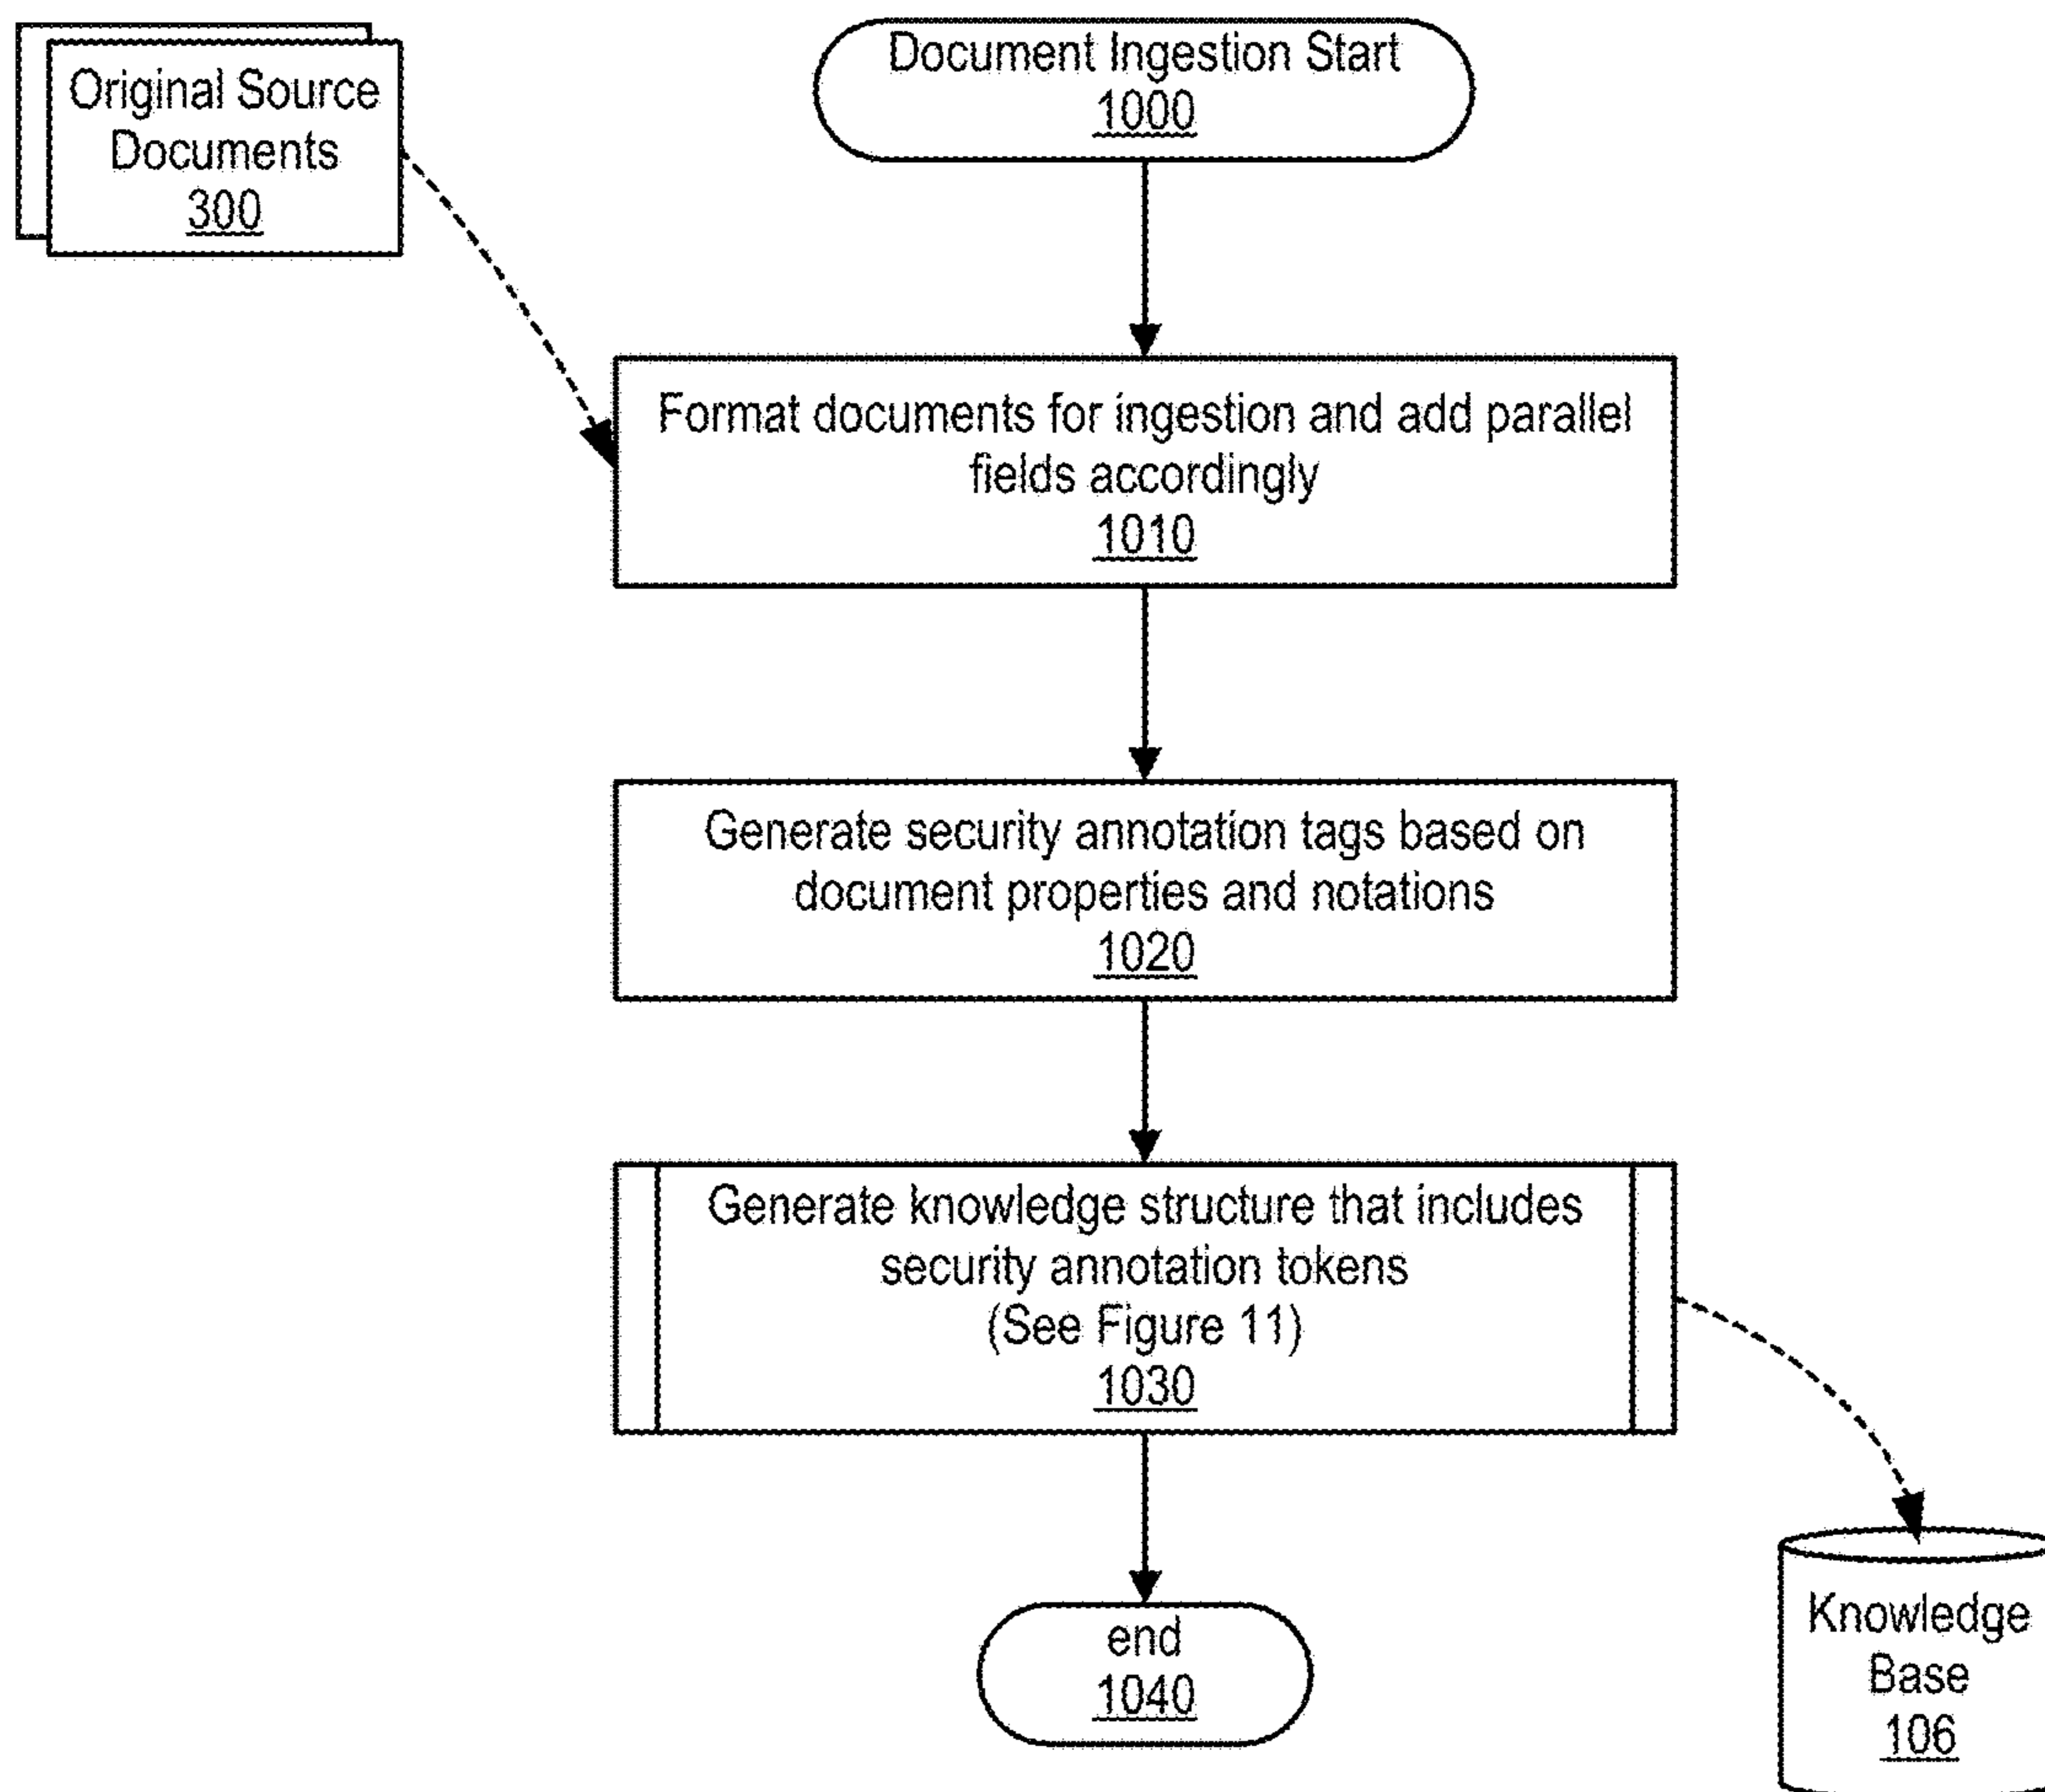 Original Source
Documents
300
Document Ingestion Start
1000
Format documents for ingestion and add parallel
fields accordingly
1010
Generate security annotation tags based on
document properties and notations
1020
Generate knowledge structure that includes
security annotation tokens
(See Figure 11)
1030
end
1040
Knowledge
Base
106